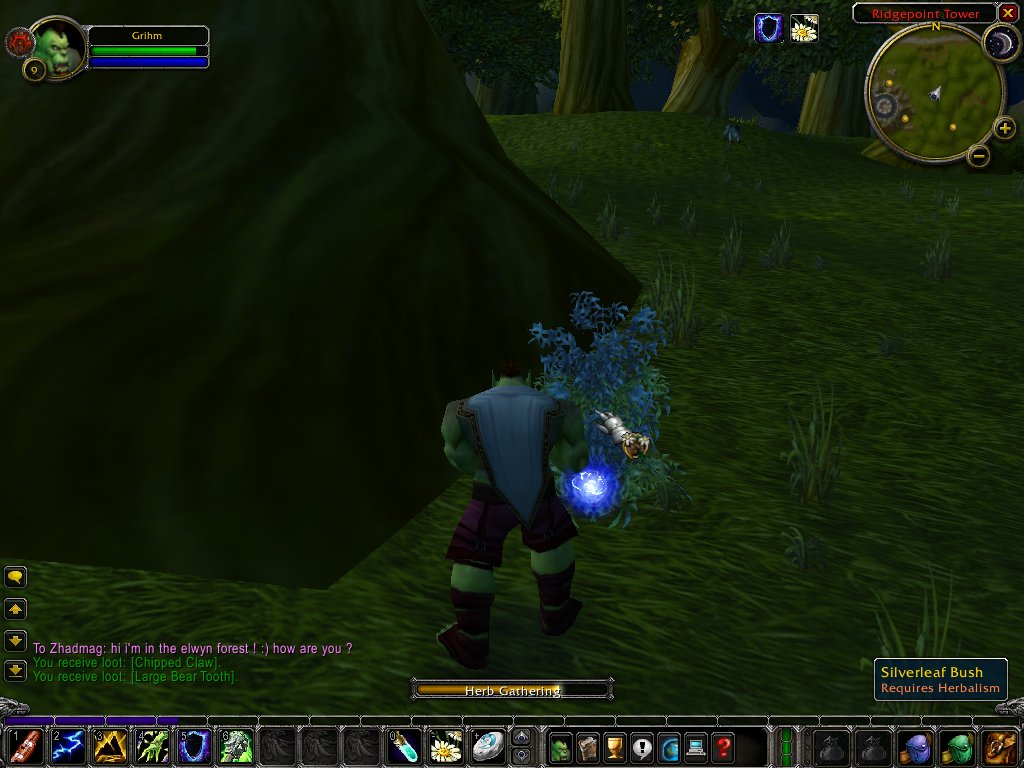 Grihm
9
Ridgepoint Tower
N
To Zhadmag: hi i'm in the elwyn forest ! :) how are you ?
You receive loot: [Chipped Claw].
You receive loot: [Large Bear Tooth].
Herb Gathering
Silverleaf Bush
Requires Herbalism
1 2 3 4 5 6